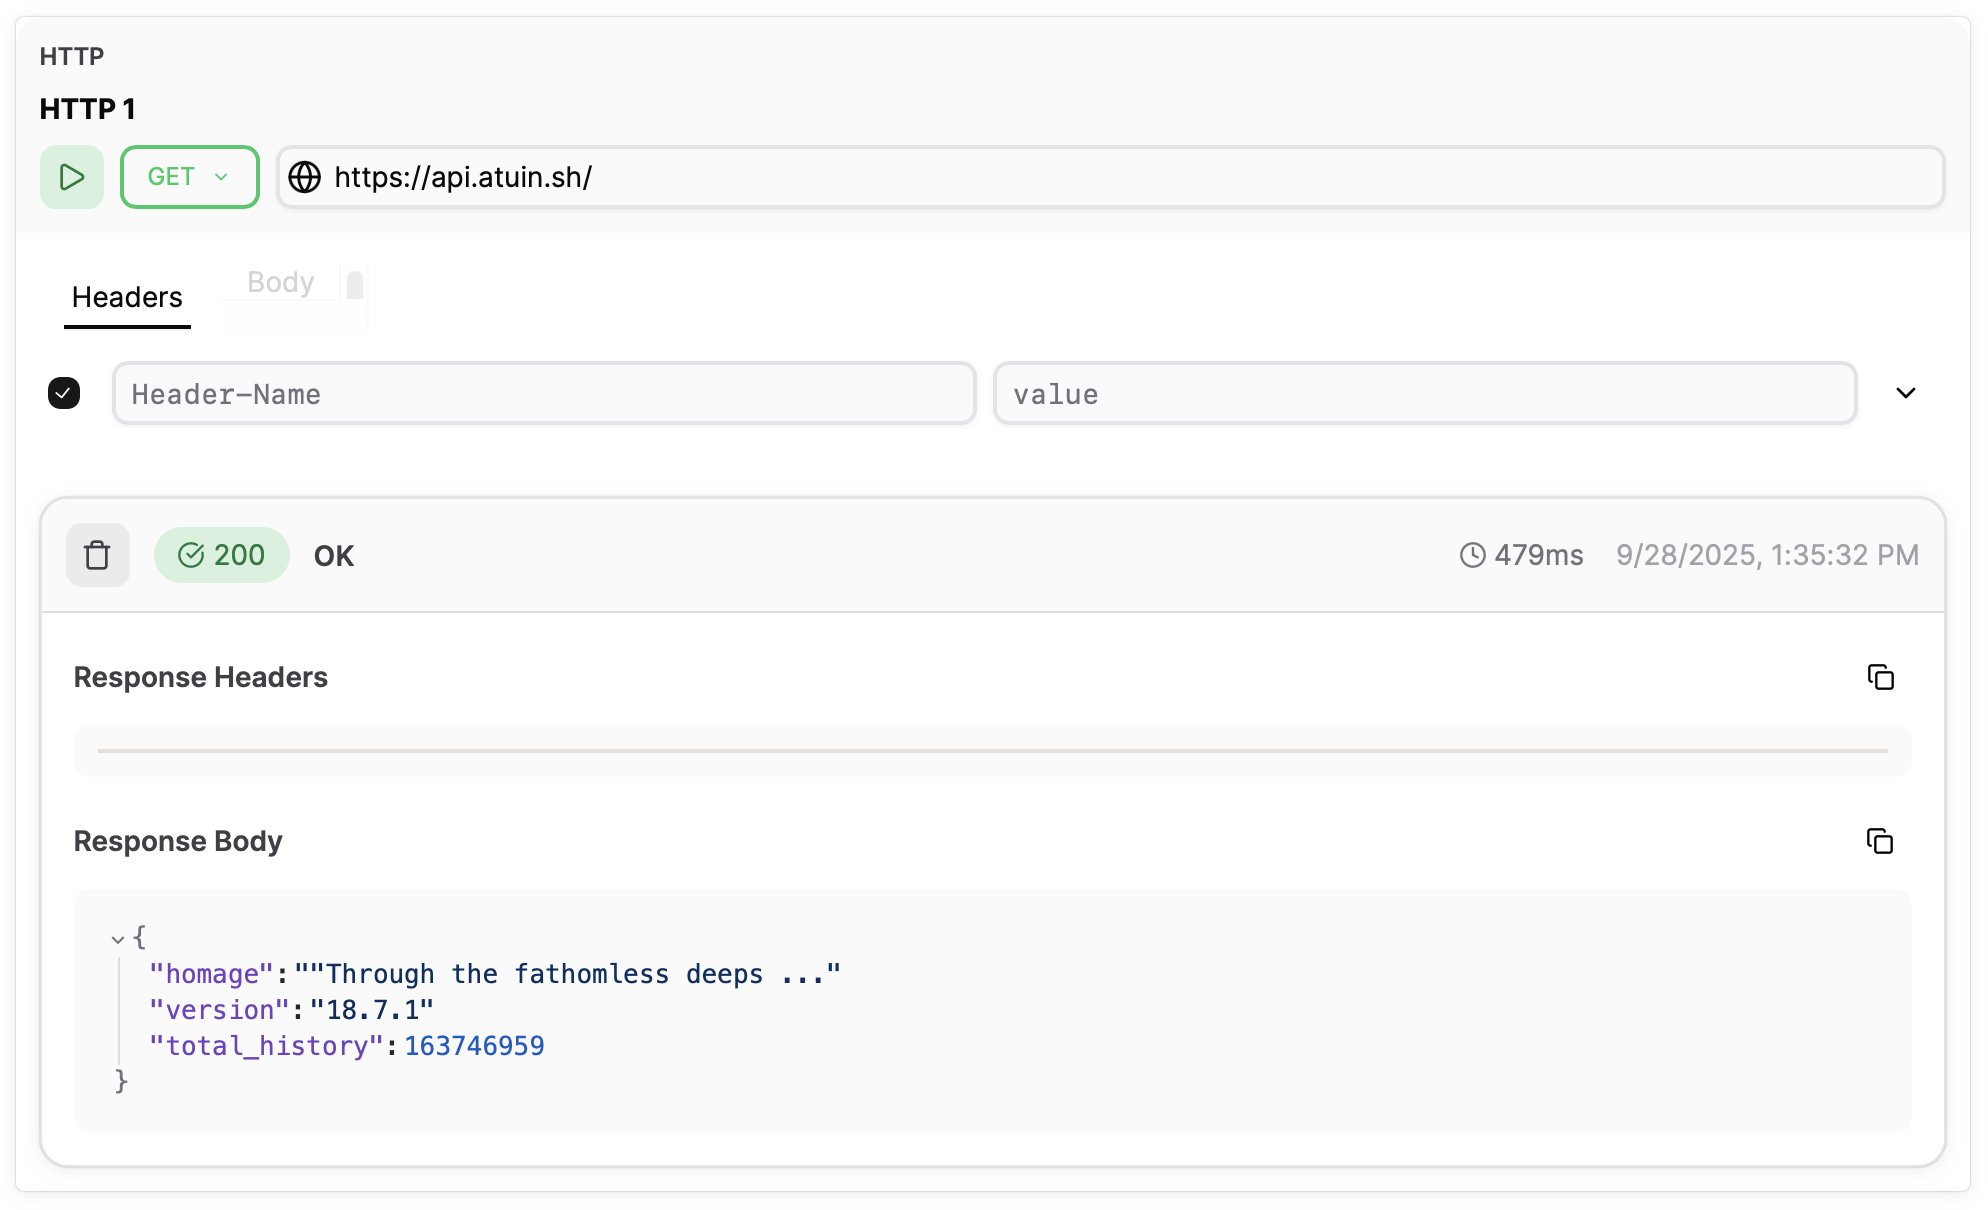 HTTP
HTTP 1
GET https://api.atuin.sh/
Headers Body
Header-Name value
200 OK 479ms 9/28/2025, 1:35:32 PM
Response Headers
Response Body
{
"homage":""Through the fathomless deeps ..."
"version":"18.7.1"
"total_history":163746959
}